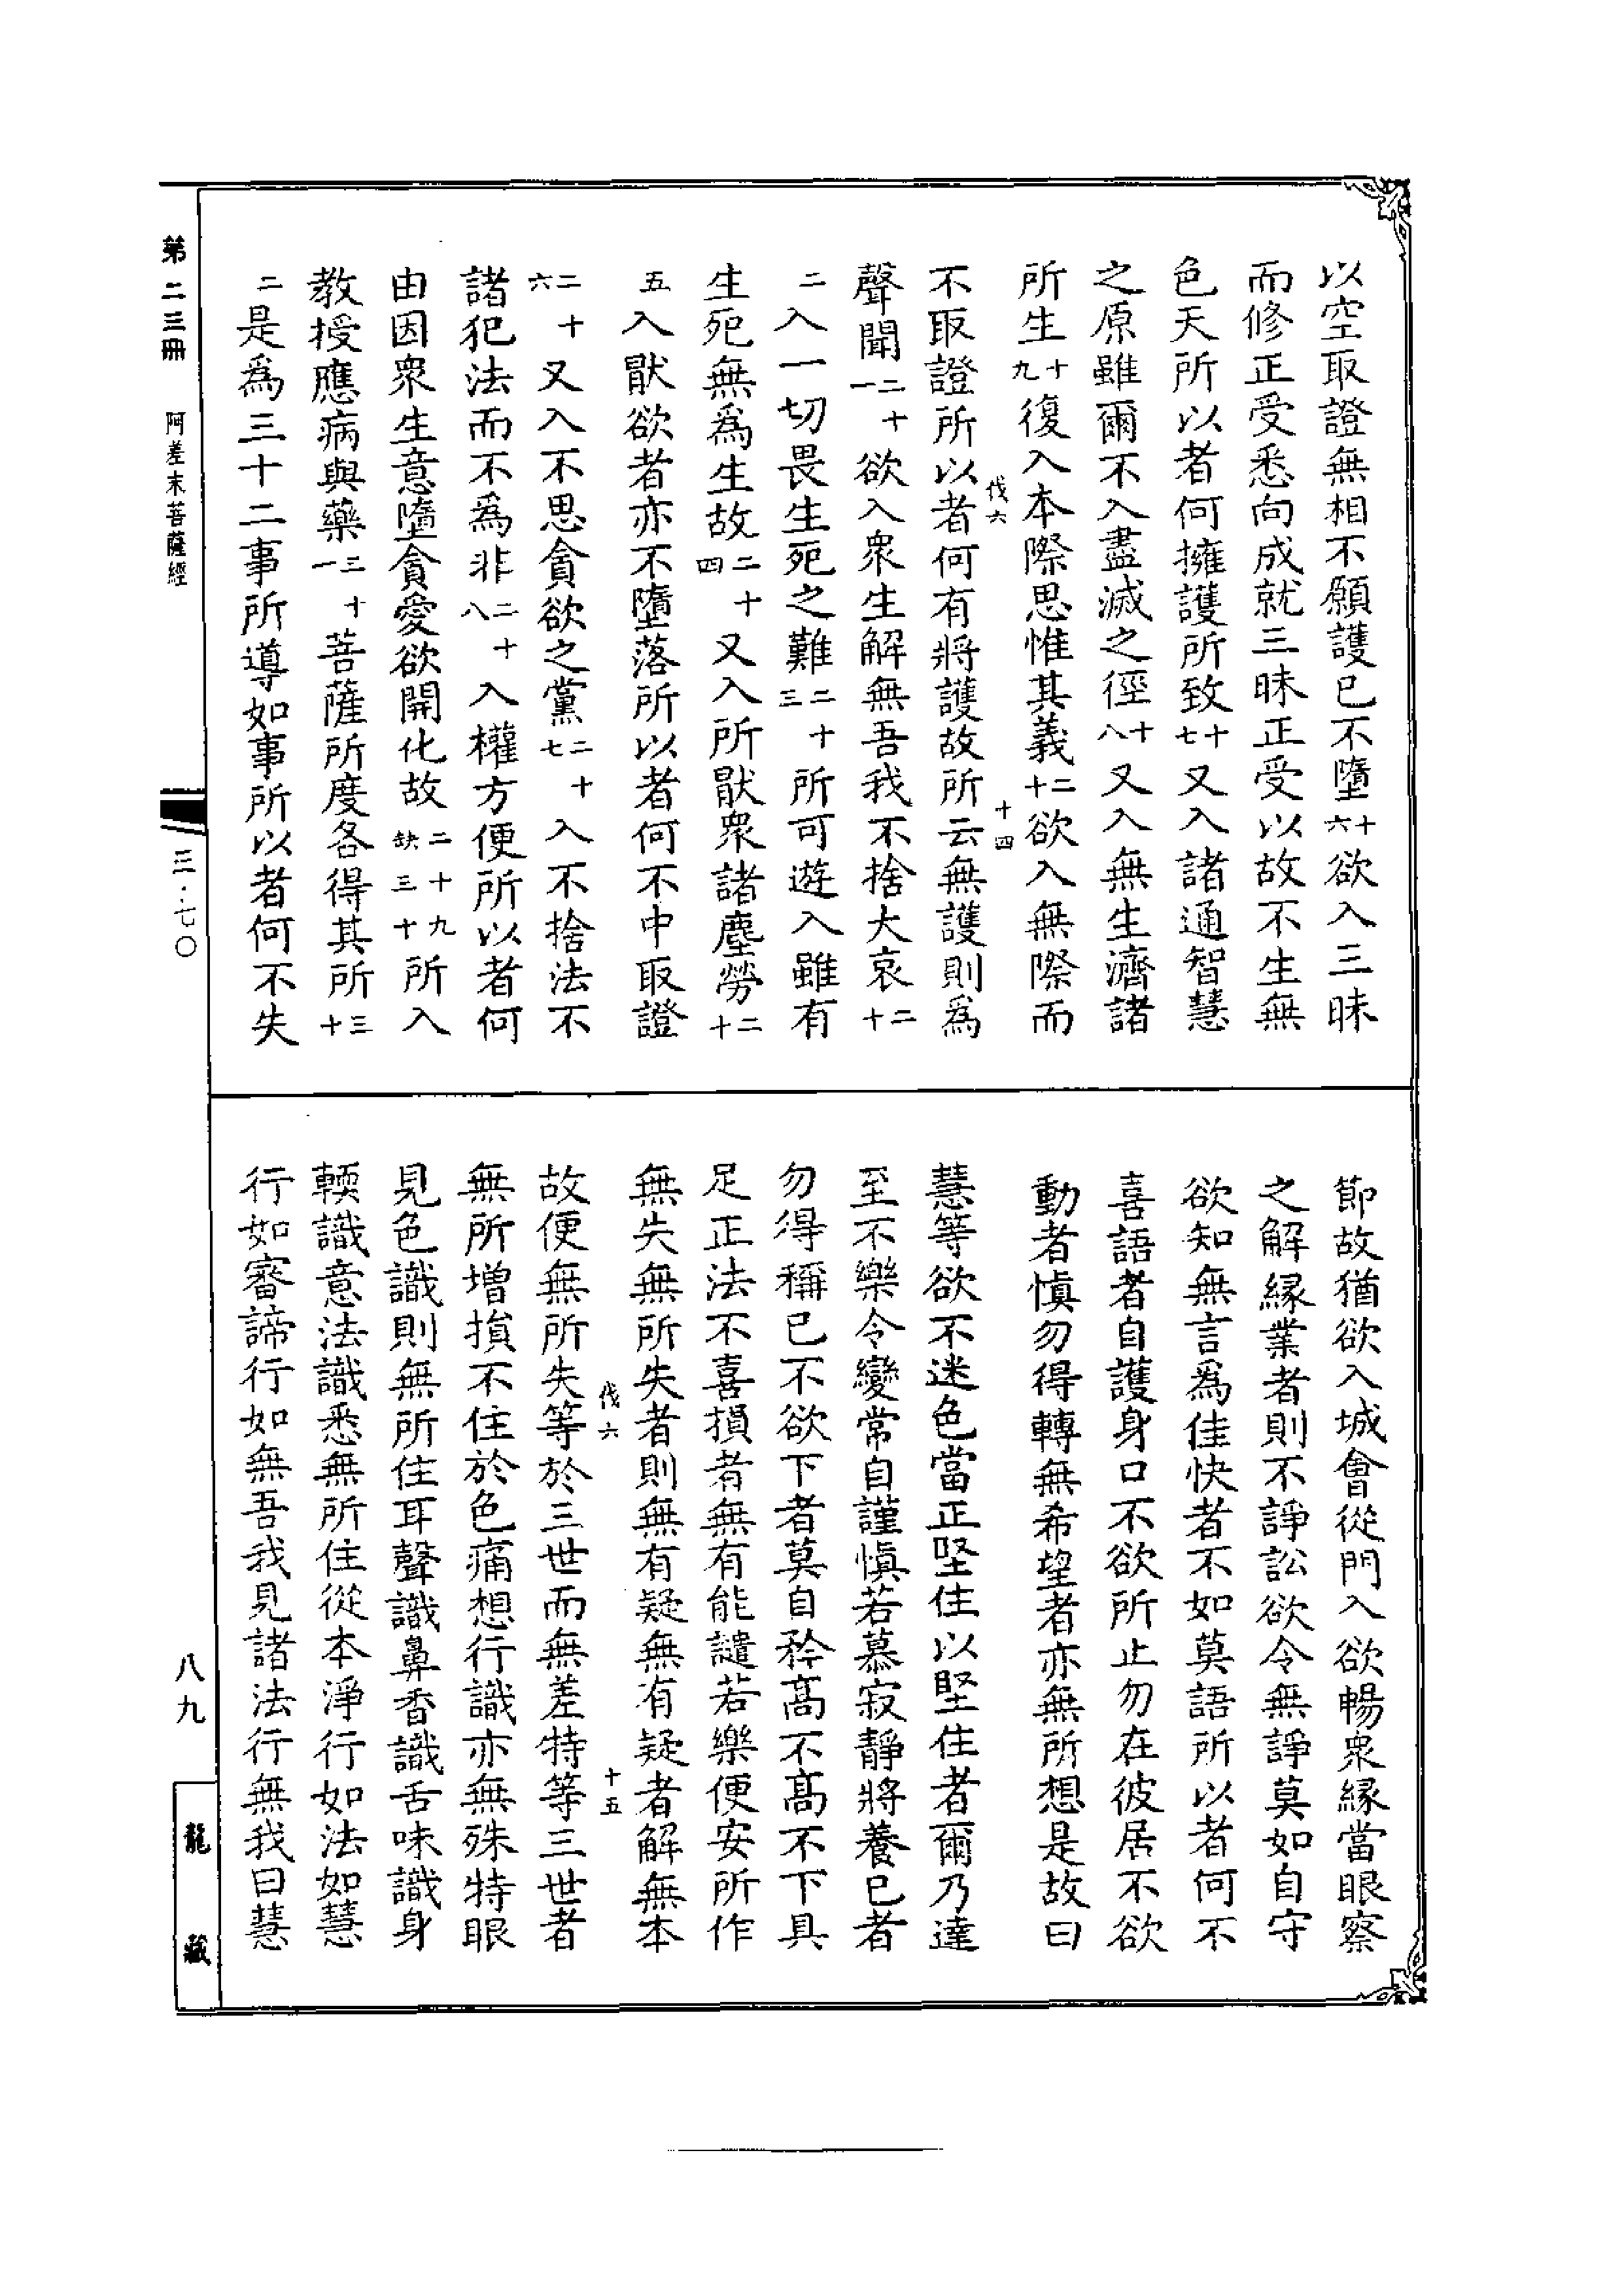 以空取證無相不願護已不墮十六欲入三昧
而修正受悉向成就三昧正受以故不生無
色天所以者何擁護所致十七又入諸通智慧
之原雖爾不入盡滅之徑十八又入無生濟諸
所生十九復入本際思惟其義二十欲入無際而
伐六
十四
不取證所以者何有將護故所云無護則爲
聲聞二十一欲入衆生解無吾我不捨大哀二十
二入一切畏生死之難二十三所可遊入雖有
生死無爲生故二十四又入所猒衆諸塵勞二十
五入猒欲者亦不墮落所以者何不中取證
二十六又入不思貪欲之黨二十七入不捨法不
諸犯法而不爲非二十八入權方便所以者何
由因衆生意墮貪愛欲開化故二十九缺三十所入
教授應病與藥三十一菩薩所度各得其所三十
二是爲三十二事所導如事所以者何不失
節故猶欲入城會從門入欲暢衆縁當眼察
之解縁業者則不諍訟欲令無諍莫如自守
欲知無言爲佳快者不如莫語所以者何不
喜語者自護身口不欲所止勿在彼居不欲
動者慎勿得轉無希望者亦無所想是故曰
慧等欲不迷色當正堅住以堅住者爾乃達
至不樂令變常自謹慎若慕寂靜將養已者
勿得稱已不欲下者莫自矜髙不髙不下具
足正法不喜損者無有能譴若樂便安所作
無失無所失者則無有疑無有疑者解無本
伐六
十五
故便無所失等於三世而無差特等三世者
無所增損不住於色痛想行識亦無殊特眼
見色識則無所住耳聲識鼻香識舌味識身
輭識意法識悉無所住從本淨行如法如慧
行如審諦行如無吾我見諸法行無我曰慧
第二三冊
阿差末菩薩經
三·七〇
八九
龍藏